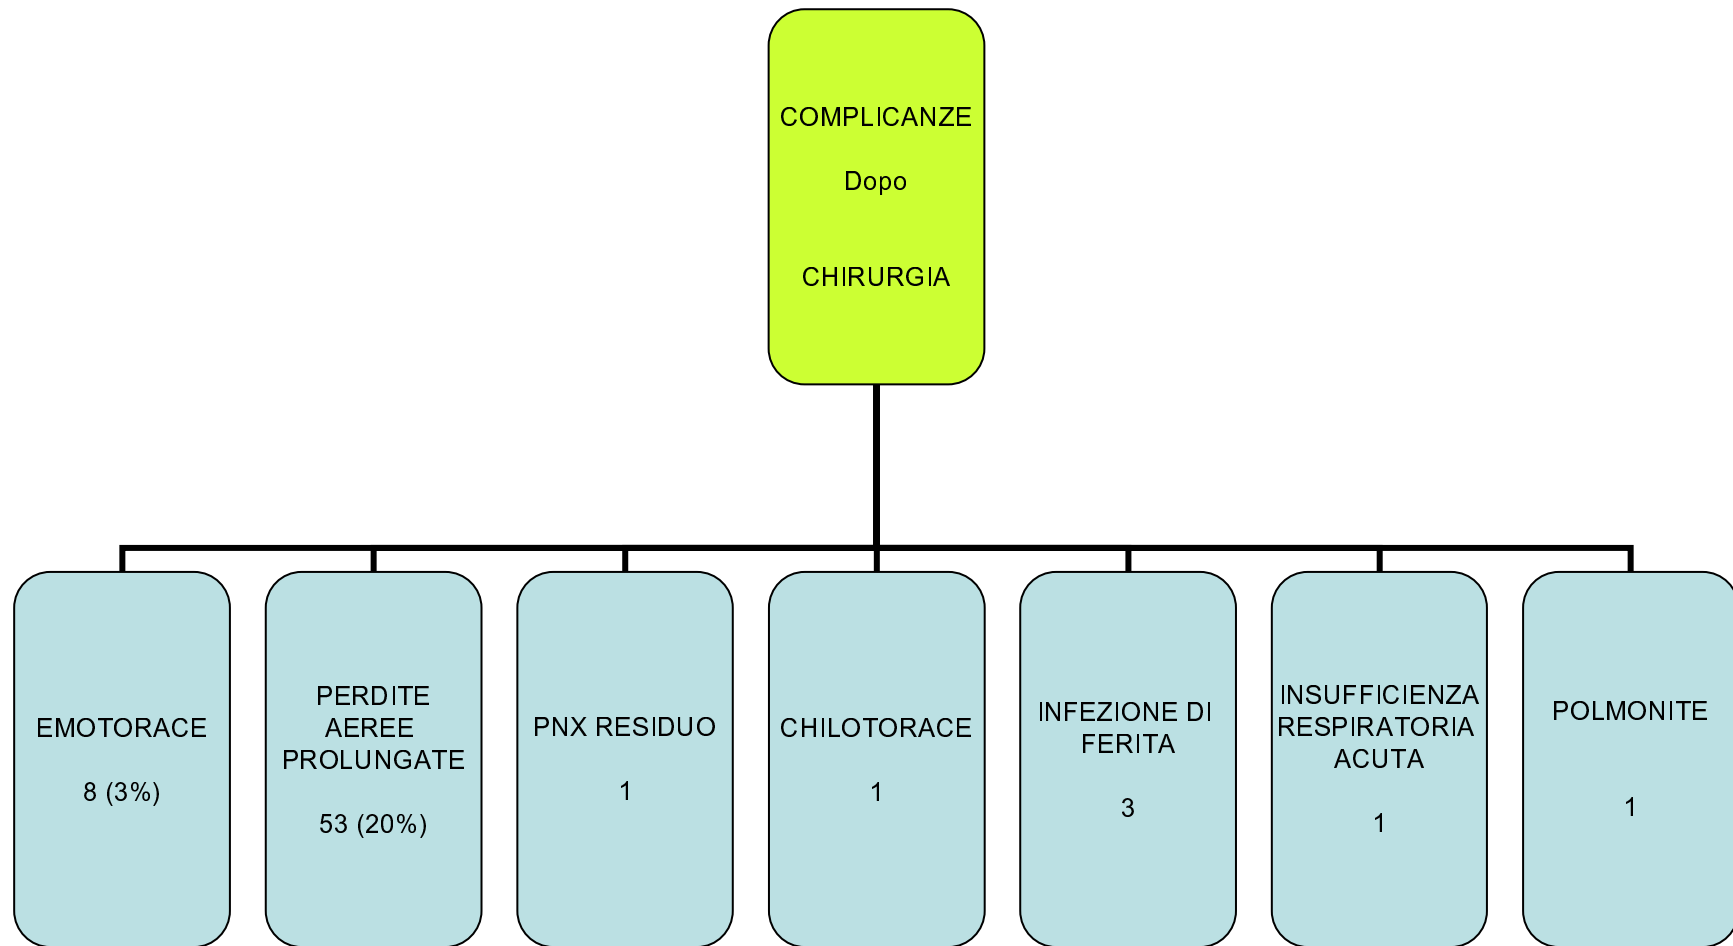 COMPLICANZE
Dopo
CHIRURGIA
EMOTORACE
8 (3%)
PERDITE
AEREE
PROLUNGATE
53 (20%)
PNX RESIDUO
1
CHILOTORACE
1
INFEZIONE DI
FERITA
3
INSUFFICIENZA
RESPIRATORIA
ACUTA
1
POLMONITE
1